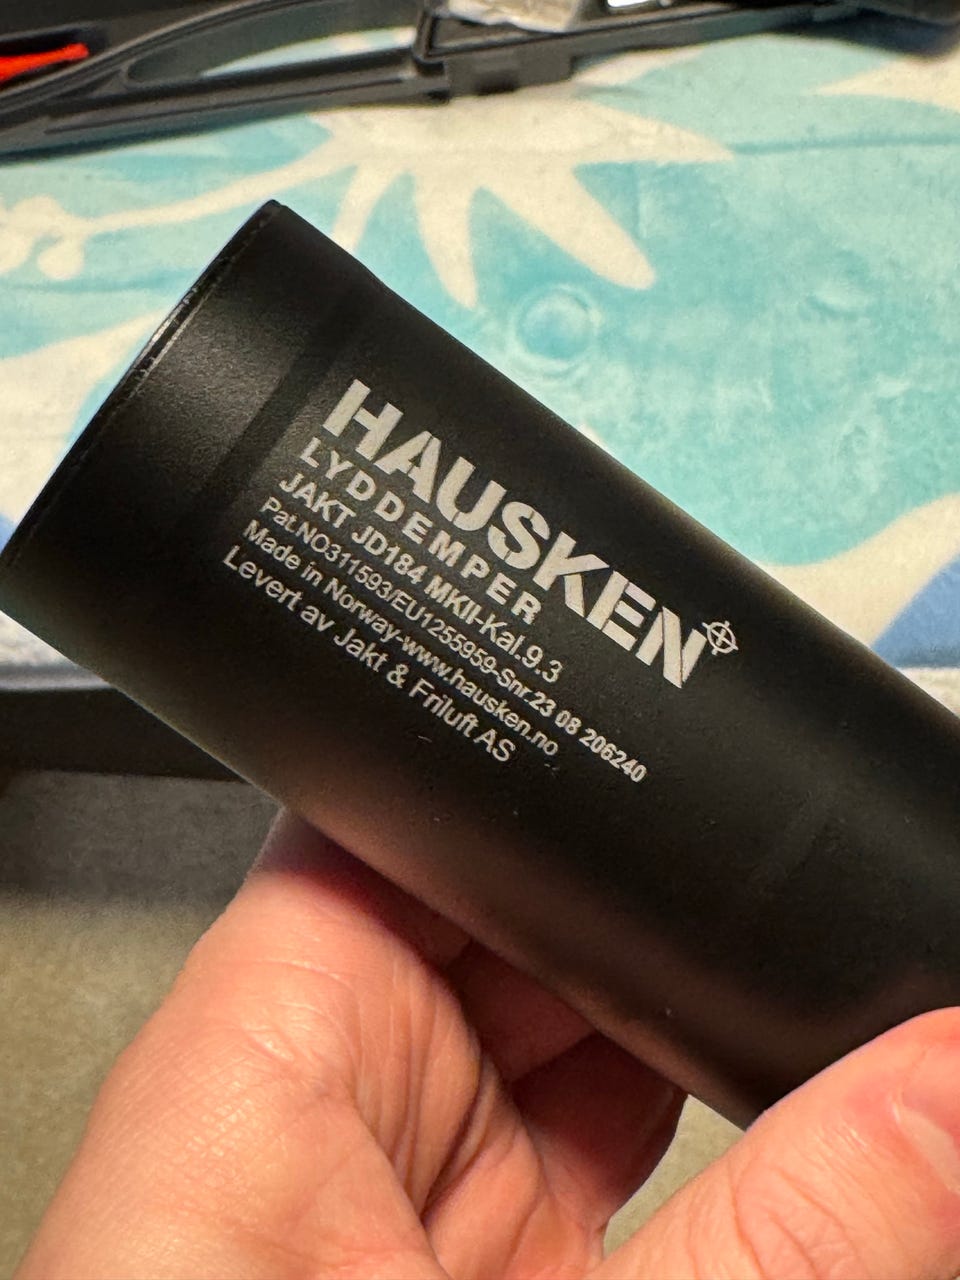 HAUSKEN
LYDDEMPER
JAKT JD184 MKII-Kal.9.3
Pat.NO311593/EU1255959-Snr.23 08 206240
Made in Norway-www.hausken.no
Levert av Jakt & Friluft AS